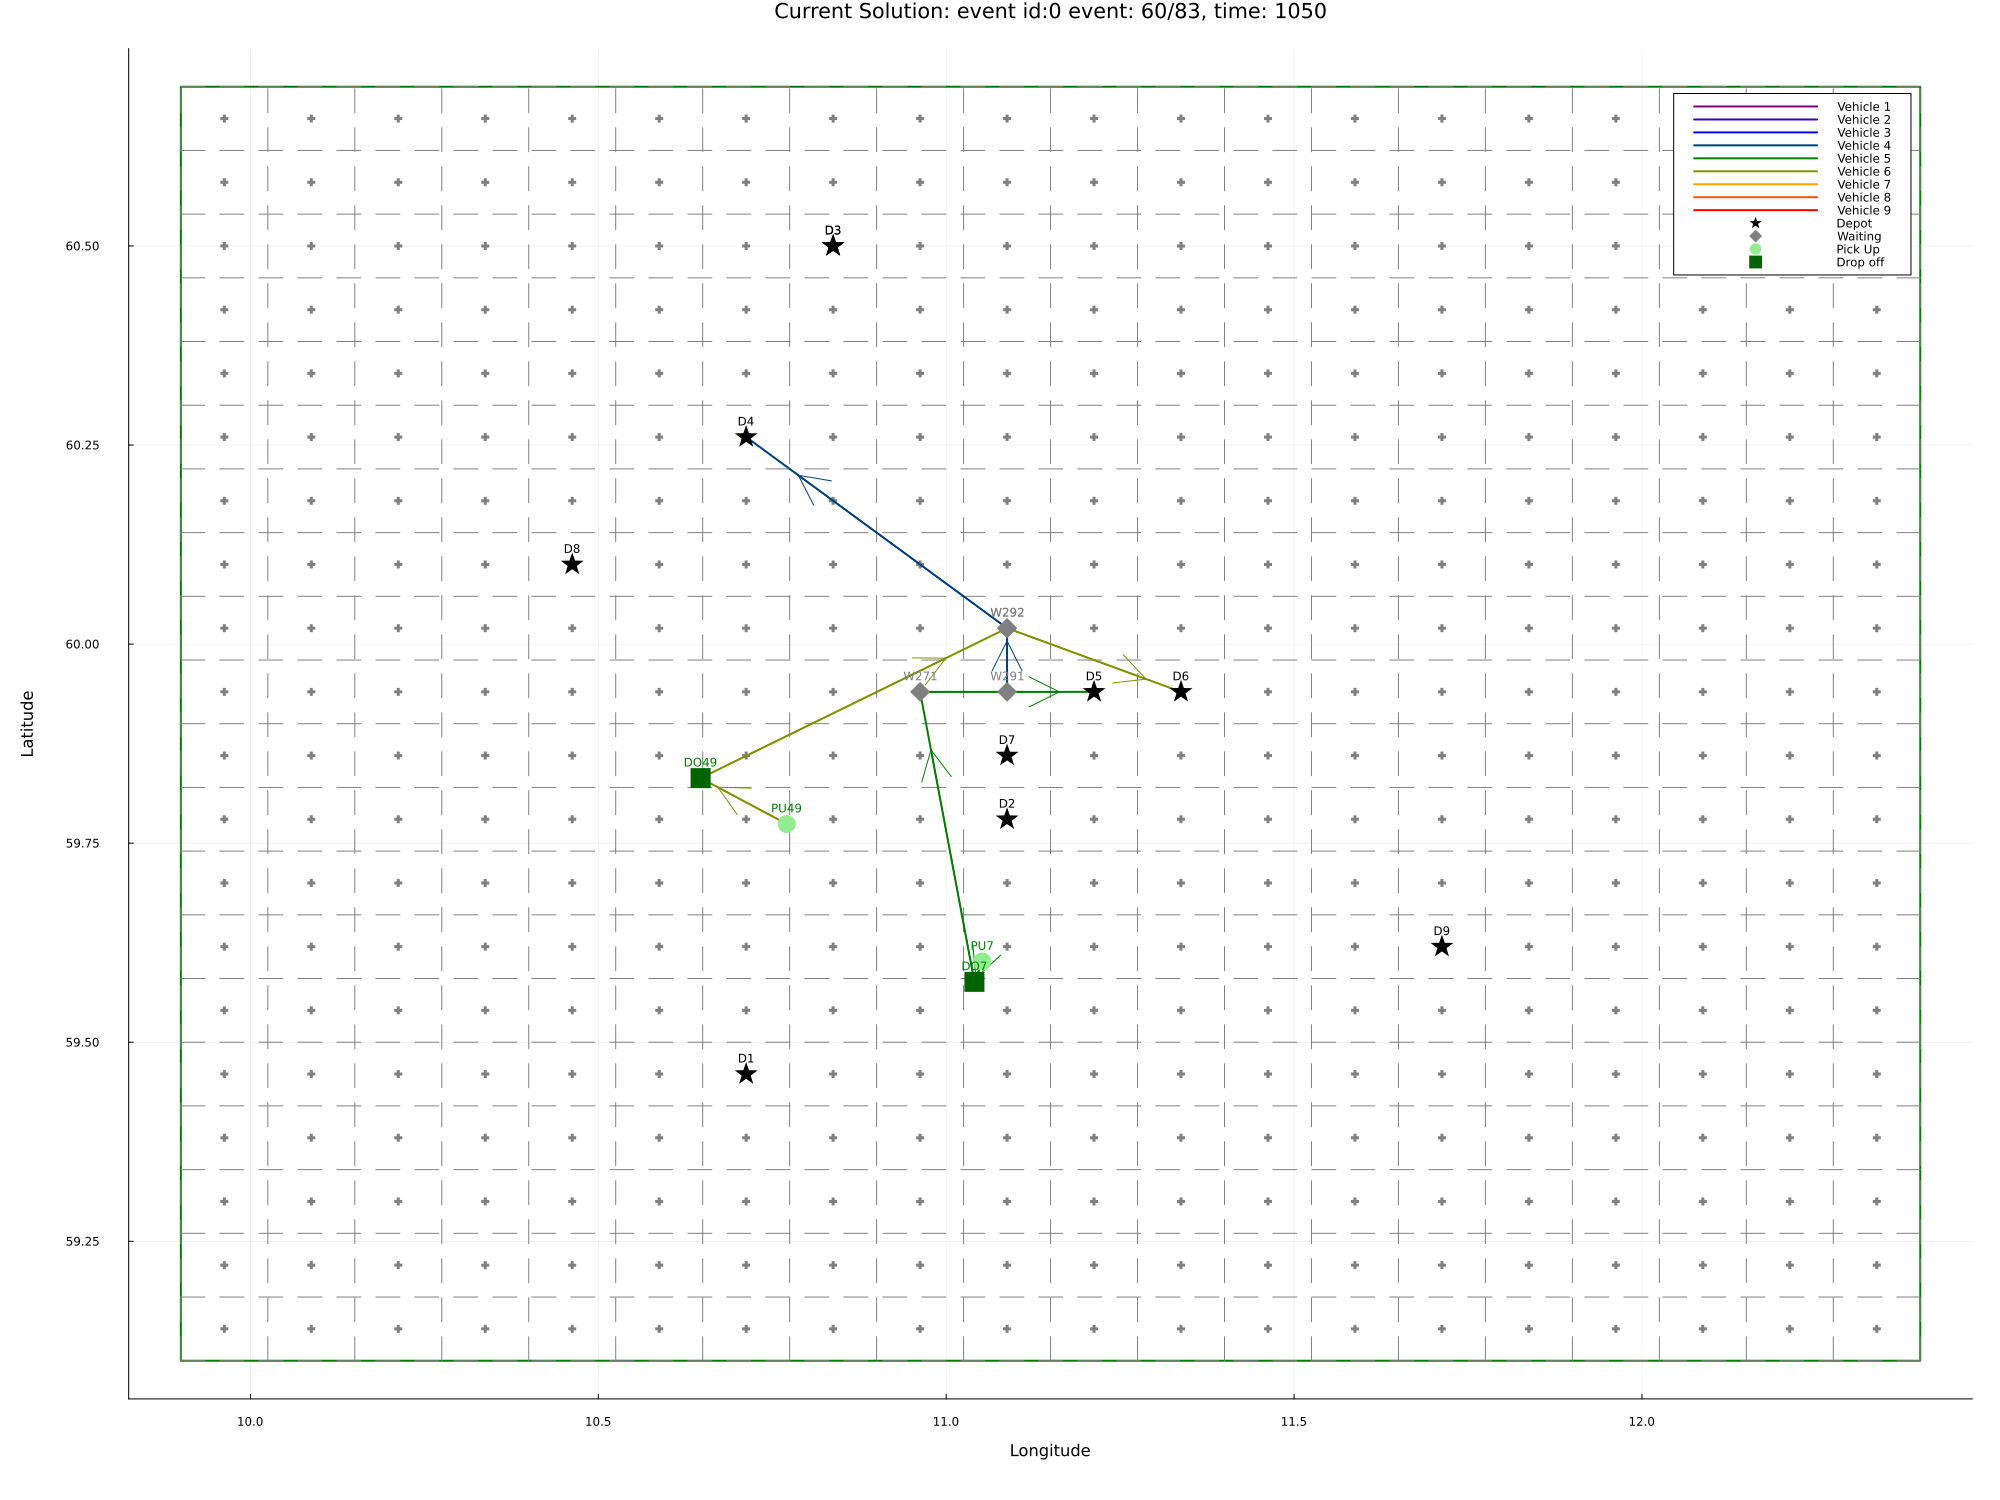 Current Solution: event id:0 event: 60/83, time: 1050
Vehicle 1
Vehicle 2
Vehicle 3
Vehicle 4
Vehicle 5
Vehicle 6
Vehicle 7
Vehicle 8
Vehicle 9
Depot
Waiting
Pick Up
Drop off
D3
D4
D8
W292
W271
W291
D5
D6
D7
DO49
D2
PU49
D9
PU7
DO7
D1
60.50
60.25
60.00
59.75
59.50
59.25
Latitude
10.0
10.5
11.0
11.5
12.0
Longitude